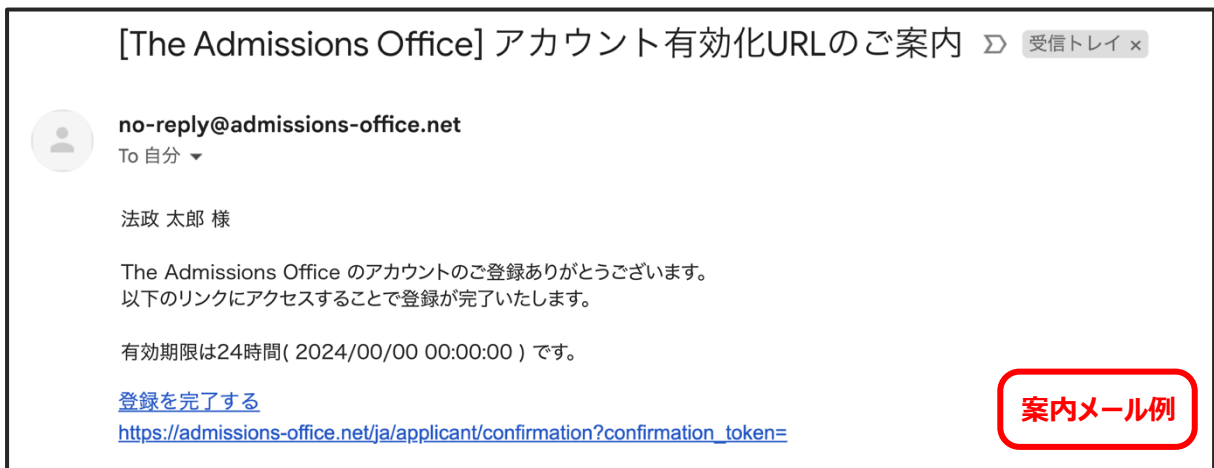 [The Admissions Office] アカウント有効化URLのご案内 受信トレイ ×
no-reply@admissions-office.net
To 自分
法政 太郎 様
The Admissions Office のアカウントのご登録ありがとうございます。
以下のリンクにアクセスすることで登録が完了いたします。
有効期限は24時間( 2024/00/00 00:00:00 ) です。
登録を完了する
https://admissions-office.net/ja/applicant/confirmation?confirmation_token=
案内メール例